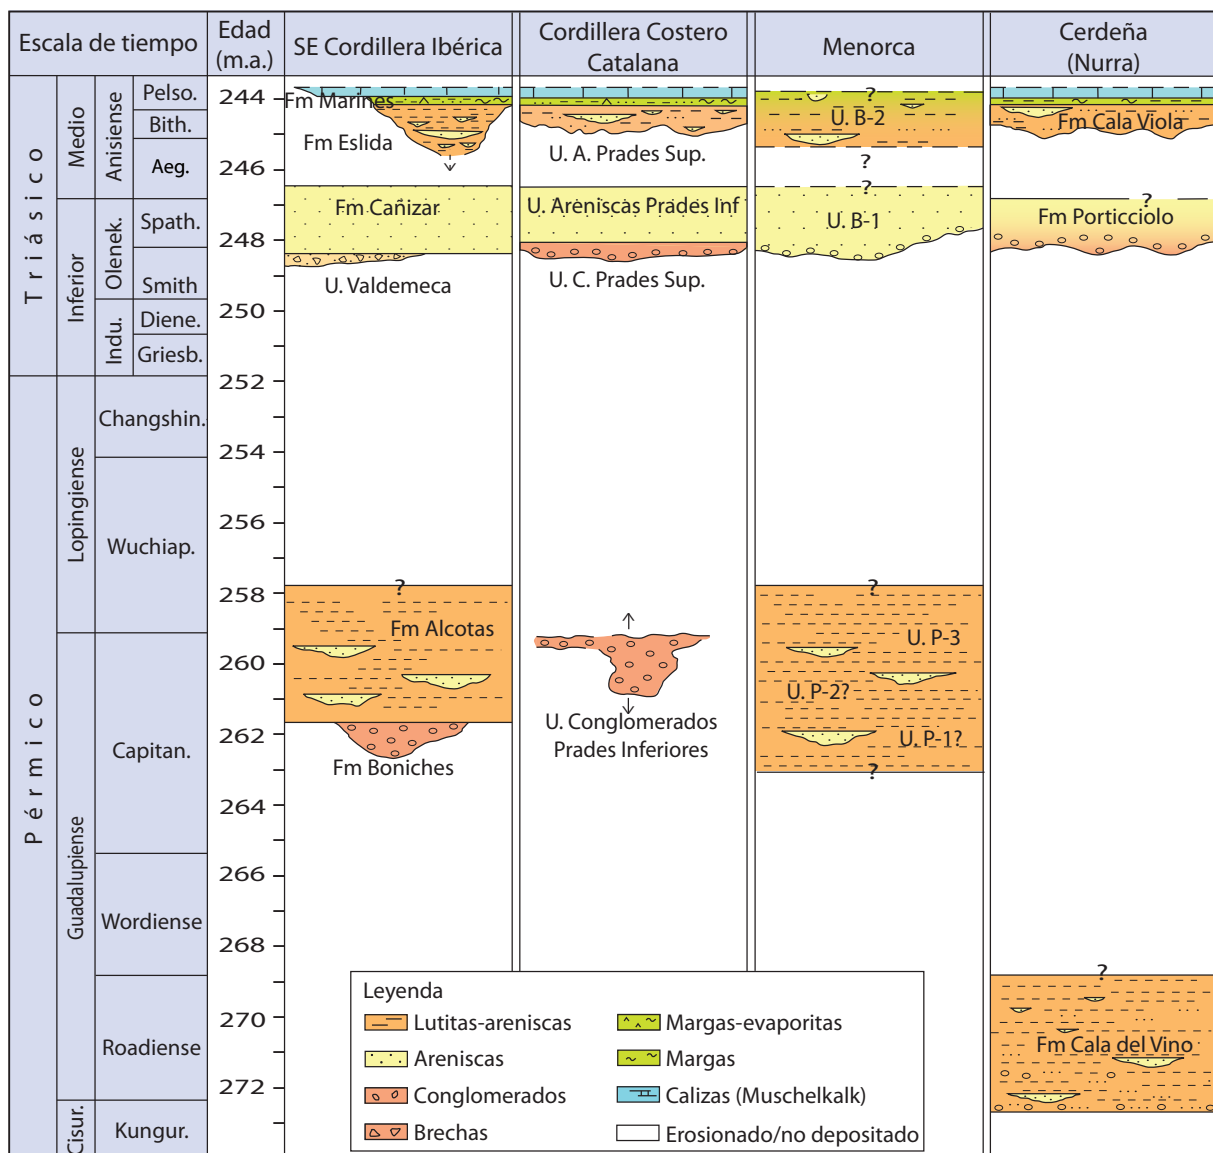 Escala de tiempo
Edad
(m.a.)
SE Cordillera Ibérica
Cordillera Costero
Catalana
Menorca
Cerdeña
(Nurra)
Triásico
Medio
Anisiense
Pelso.
Bith.
Aeg.
Inferior
Olenek.
Spath.
Smith
Indu.
Diene.
Griesb.
Pérmico
Lopingiense
Changshin.
Wuchiap.
Guadalupiense
Capitan.
Wordiense
Roadiense
Cisur.
Kungur.
244
246
248
250
252
254
256
258
260
262
264
266
268
270
272
Fm Marines
Fm Eslida
Fm Cañizar
U. Valdemeca
?
Fm Alcotas
Fm Boniches
U. A. Prades Sup.
U. Areniscas Prades Inf
U. C. Prades Sup.
U. Conglomerados
Prades Inferiores
?
U. B-2
?
?
U. B-1
?
U. P-3
U. P-2?
U. P-1?
?
Fm Cala Viola
?
Fm Porticciolo
?
Fm Cala del Vino
Leyenda
Lutitas-areniscas
Areniscas
Conglomerados
Brechas
Margas-evaporitas
Margas
Calizas (Muschelkalk)
Erosionado/no depositado